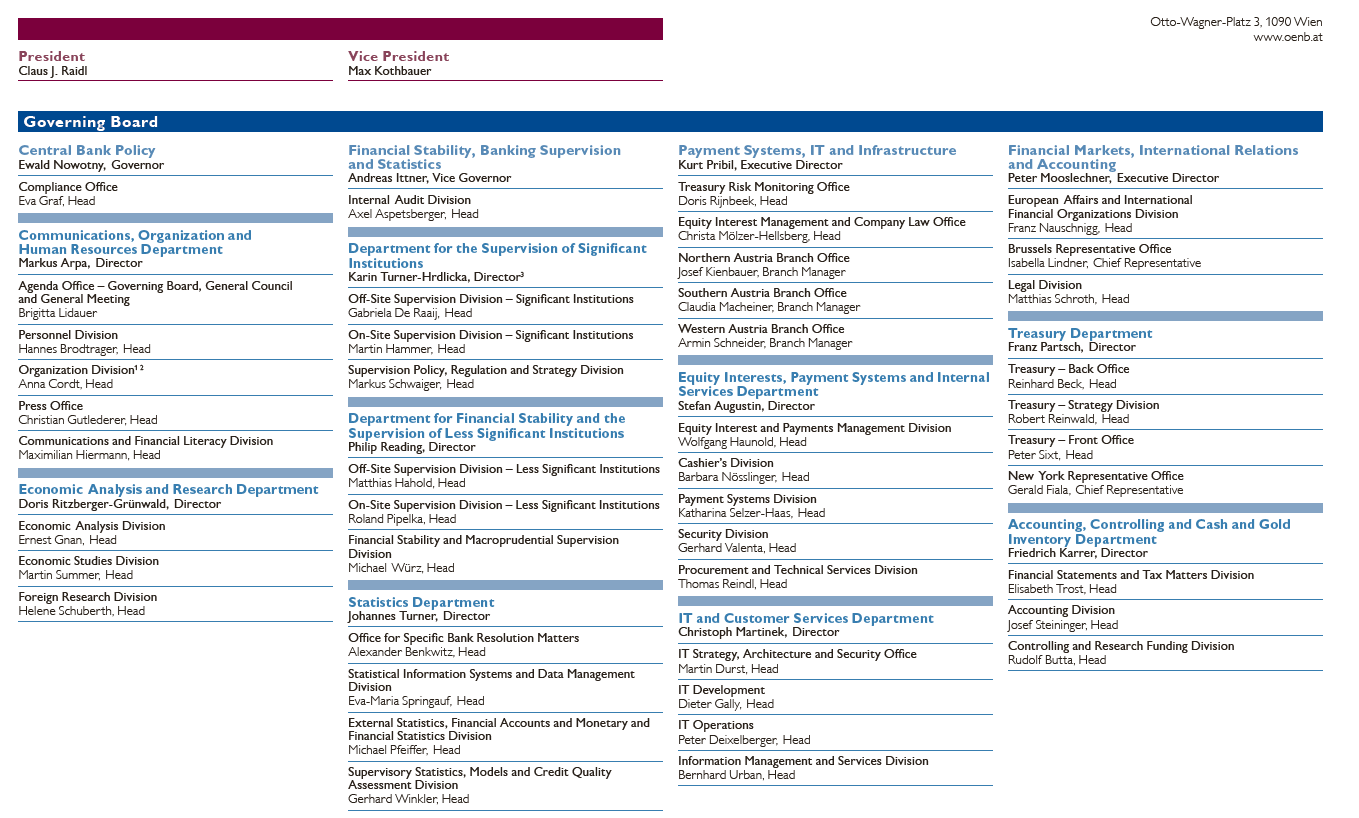 Otto-Wagner-Platz 3, 1090 Wien
www.oenb.at
President
Claus J. Raidl
Vice President
Max Kothbauer
Governing Board
Central Bank Policy
Ewald Nowotny, Governor
Compliance Office
Eva Graf, Head
Communications, Organization and
Human Resources Department
Markus Arpa, Director
Agenda Office – Governing Board, General Council
and General Meeting
Brigitta Lidauer
Personnel Division
Hannes Brodtrager, Head
Organization Division¹ ²
Anna Cordt, Head
Press Office
Christian Gutlederer, Head
Communications and Financial Literacy Division
Maximilian Hiermann, Head
Economic Analysis and Research Department
Doris Ritzberger-Grünwald, Director
Economic Analysis Division
Ernest Gnan, Head
Economic Studies Division
Martin Summer, Head
Foreign Research Division
Helene Schuberth, Head
Financial Stability, Banking Supervision
and Statistics
Andreas Ittner, Vice Governor
Internal Audit Division
Axel Aspetsberger, Head
Department for the Supervision of Significant
Institutions
Karin Turner-Hrdlicka, Director³
Off-Site Supervision Division – Significant Institutions
Gabriela De Raaij, Head
On-Site Supervision Division – Significant Institutions
Martin Hammer, Head
Supervision Policy, Regulation and Strategy Division
Markus Schwaiger, Head
Department for Financial Stability and the
Supervision of Less Significant Institutions
Philip Reading, Director
Off-Site Supervision Division – Less Significant Institutions
Matthias Hahold, Head
On-Site Supervision Division – Less Significant Institutions
Roland Pipelka, Head
Financial Stability and Macroprudential Supervision
Division
Michael Würz, Head
Statistics Department
Johannes Turner, Director
Office for Specific Bank Resolution Matters
Alexander Benkwitz, Head
Statistical Information Systems and Data Management
Division
Eva-Maria Springauf, Head
External Statistics, Financial Accounts and Monetary and
Financial Statistics Division
Michael Pfeiffer, Head
Supervisory Statistics, Models and Credit Quality
Assessment Division
Gerhard Winkler, Head
Payment Systems, IT and Infrastructure
Kurt Pribil, Executive Director
Treasury Risk Monitoring Office
Doris Rijnbeek, Head
Equity Interest Management and Company Law Office
Christa Mölzer-Hellsberg, Head
Northern Austria Branch Office
Josef Kienbauer, Branch Manager
Southern Austria Branch Office
Claudia Macheiner, Branch Manager
Western Austria Branch Office
Armin Schneider, Branch Manager
Equity Interests, Payment Systems and Internal
Services Department
Stefan Augustin, Director
Equity Interest and Payments Management Division
Wolfgang Haunold, Head
Cashier's Division
Barbara Nösslinger, Head
Payment Systems Division
Katharina Selzer-Haas, Head
Security Division
Gerhard Valenta, Head
Procurement and Technical Services Division
Thomas Reindl, Head
IT and Customer Services Department
Christoph Martinek, Director
IT Strategy, Architecture and Security Office
Martin Durst, Head
IT Development
Dieter Gally, Head
IT Operations
Peter Deixelberger, Head
Information Management and Services Division
Bernhard Urban, Head
Financial Markets, International Relations
and Accounting
Peter Mooslechner, Executive Director
European Affairs and International
Financial Organizations Division
Franz Nauschnigg, Head
Brussels Representative Office
Isabella Lindner, Chief Representative
Legal Division
Matthias Schroth, Head
Treasury Department
Franz Partsch, Director
Treasury – Back Office
Reinhard Beck, Head
Treasury – Strategy Division
Robert Reinwald, Head
Treasury – Front Office
Peter Sixt, Head
New York Representative Office
Gerald Fiala, Chief Representative
Accounting, Controlling and Cash and Gold
Inventory Department
Friedrich Karrer, Director
Financial Statements and Tax Matters Division
Elisabeth Trost, Head
Accounting Division
Josef Steininger, Head
Controlling and Research Funding Division
Rudolf Butta, Head